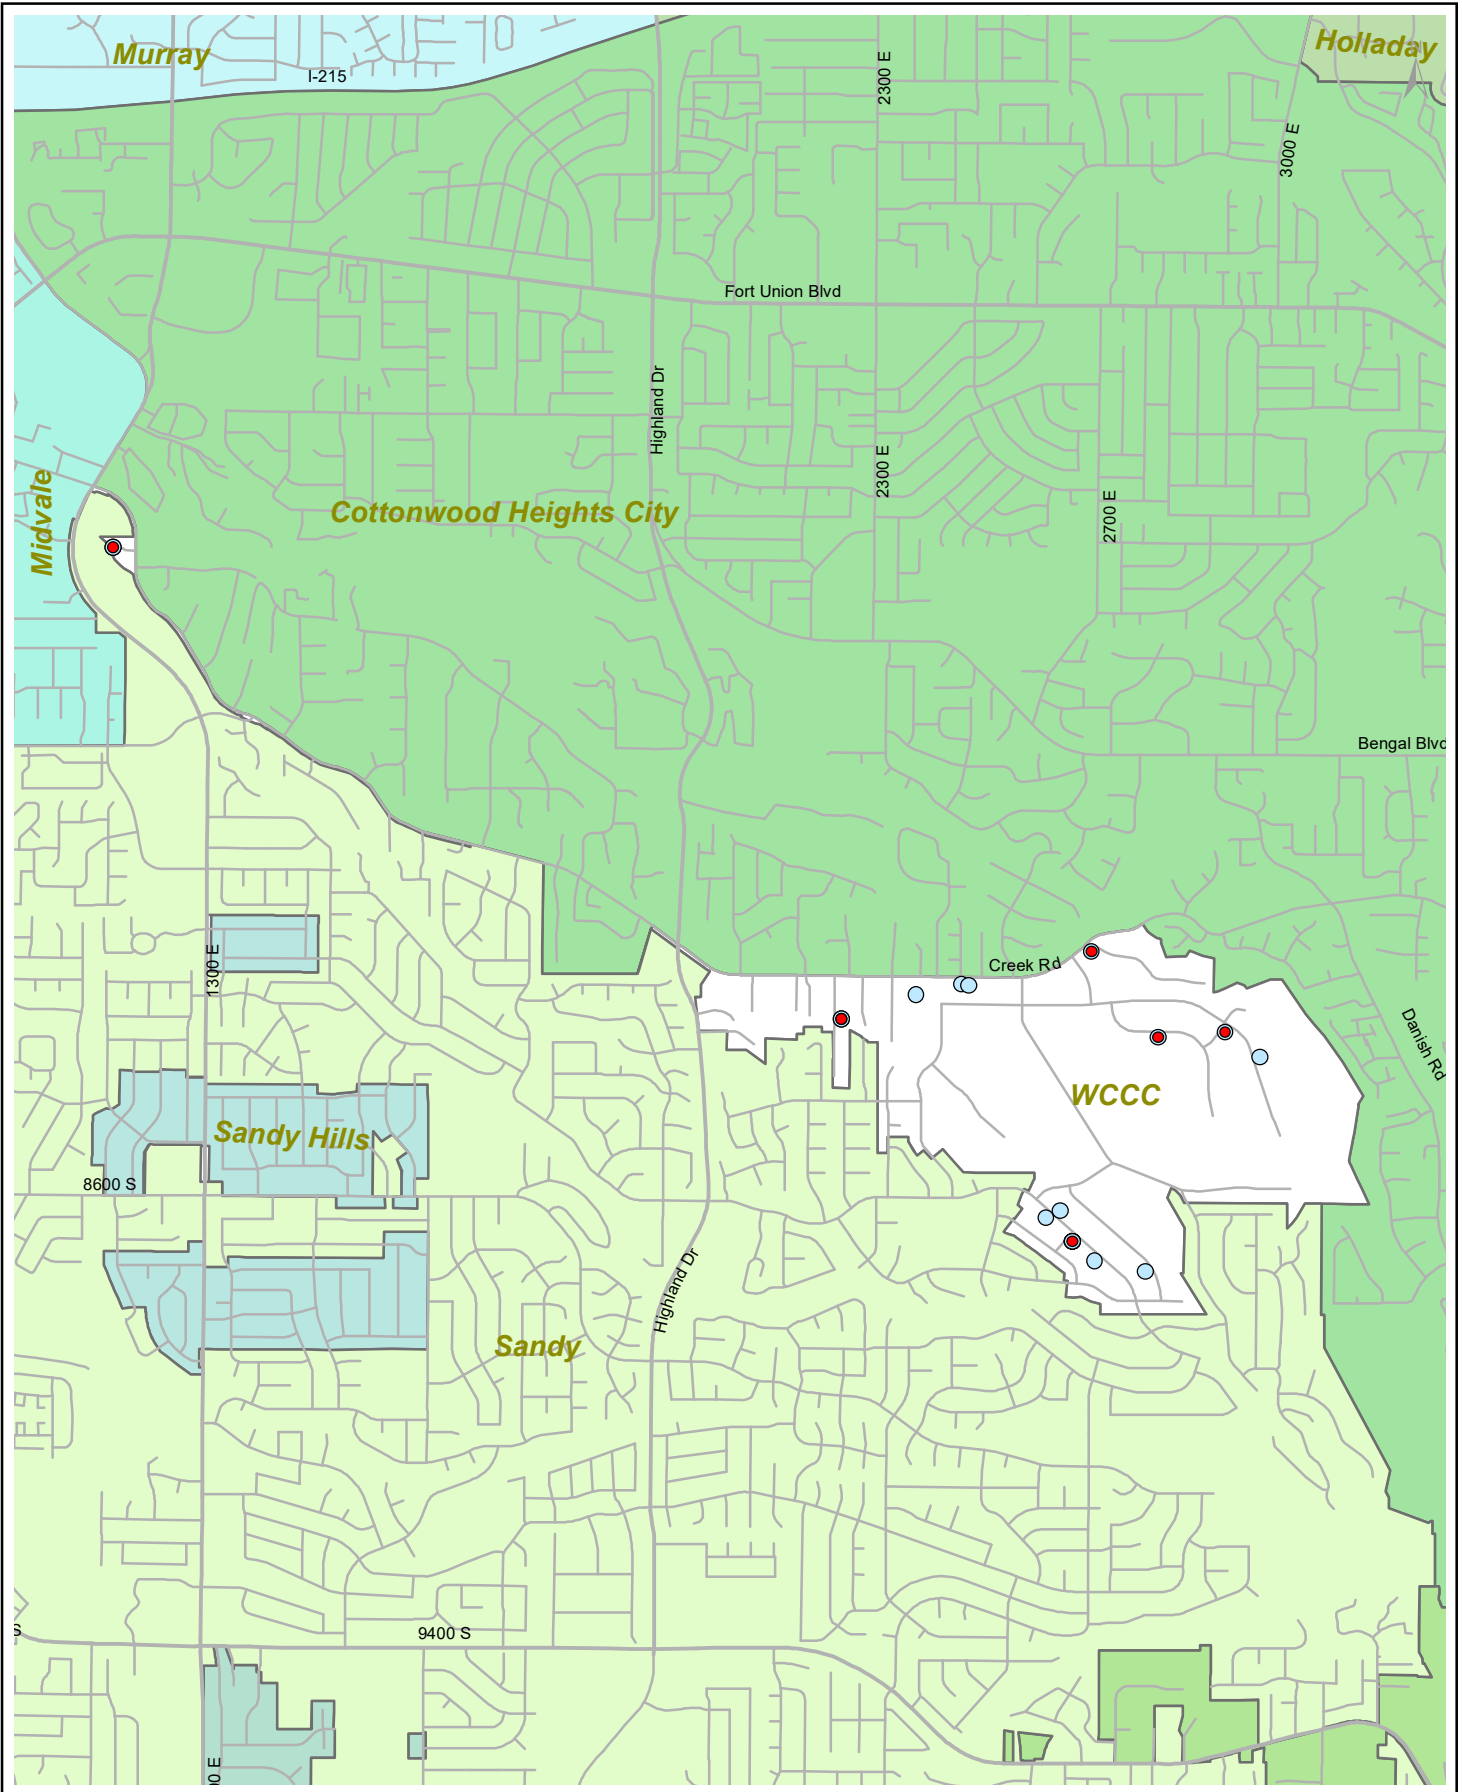 Murray
Holladay
I-215
2300 E
3000 E
Fort Union Blvd
Highland Dr
2300 E
Midvale
Cottonwood Heights City
2700 E
Bengal Blvd
1300 E
Creek Rd
Danish Rd
WCCC
Sandy Hills
8600 S
Highland Dr
Sandy
S
9400 S
00 E